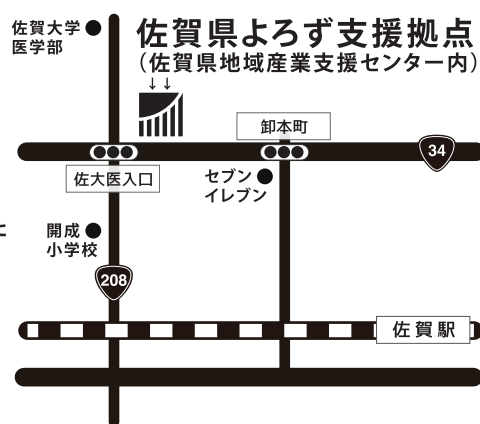 佐賀大学
医学部
佐賀県よろず支援拠点
（佐賀県地域産業支援センター内）
↓↓
卸本町
34
佐大医入口
セブン
イレブン
と
開成
小学校
208
佐賀駅